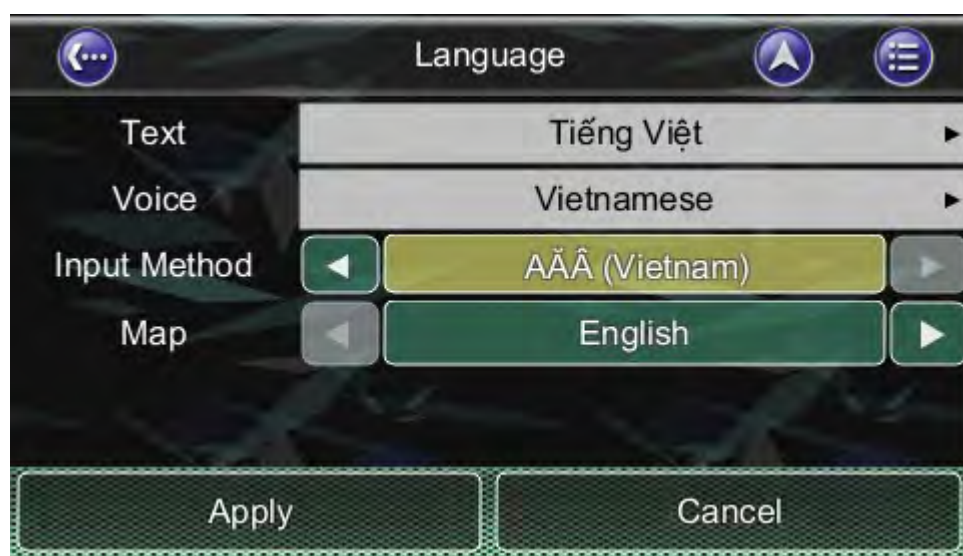 Language
Text Tiếng Việt
Voice Vietnamese
Input Method AĂÂ (Vietnam)
Map English
Apply Cancel